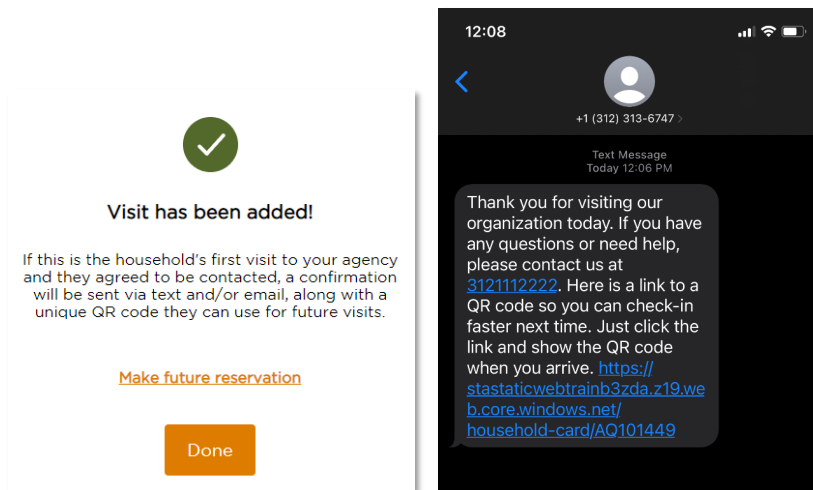 Visit has been added!
If this is the household's first visit to your agency
and they agreed to be contacted, a confirmation
will be sent via text and/or email, along with a
unique QR code they can use for future visits.
Make future reservation
Done
12:08
+1 (312) 313-6747 >
Text Message
Today 12:06 PM
Thank you for visiting our
organization today. If you have
any questions or need help,
please contact us at
3121112222. Here is a link to a
QR code so you can check-in
faster next time. Just click the
link and show the QR code
when you arrive. https://
stastaticwebtrainb3zda.z19.we
b.core.windows.net/
household-card/AQ101449